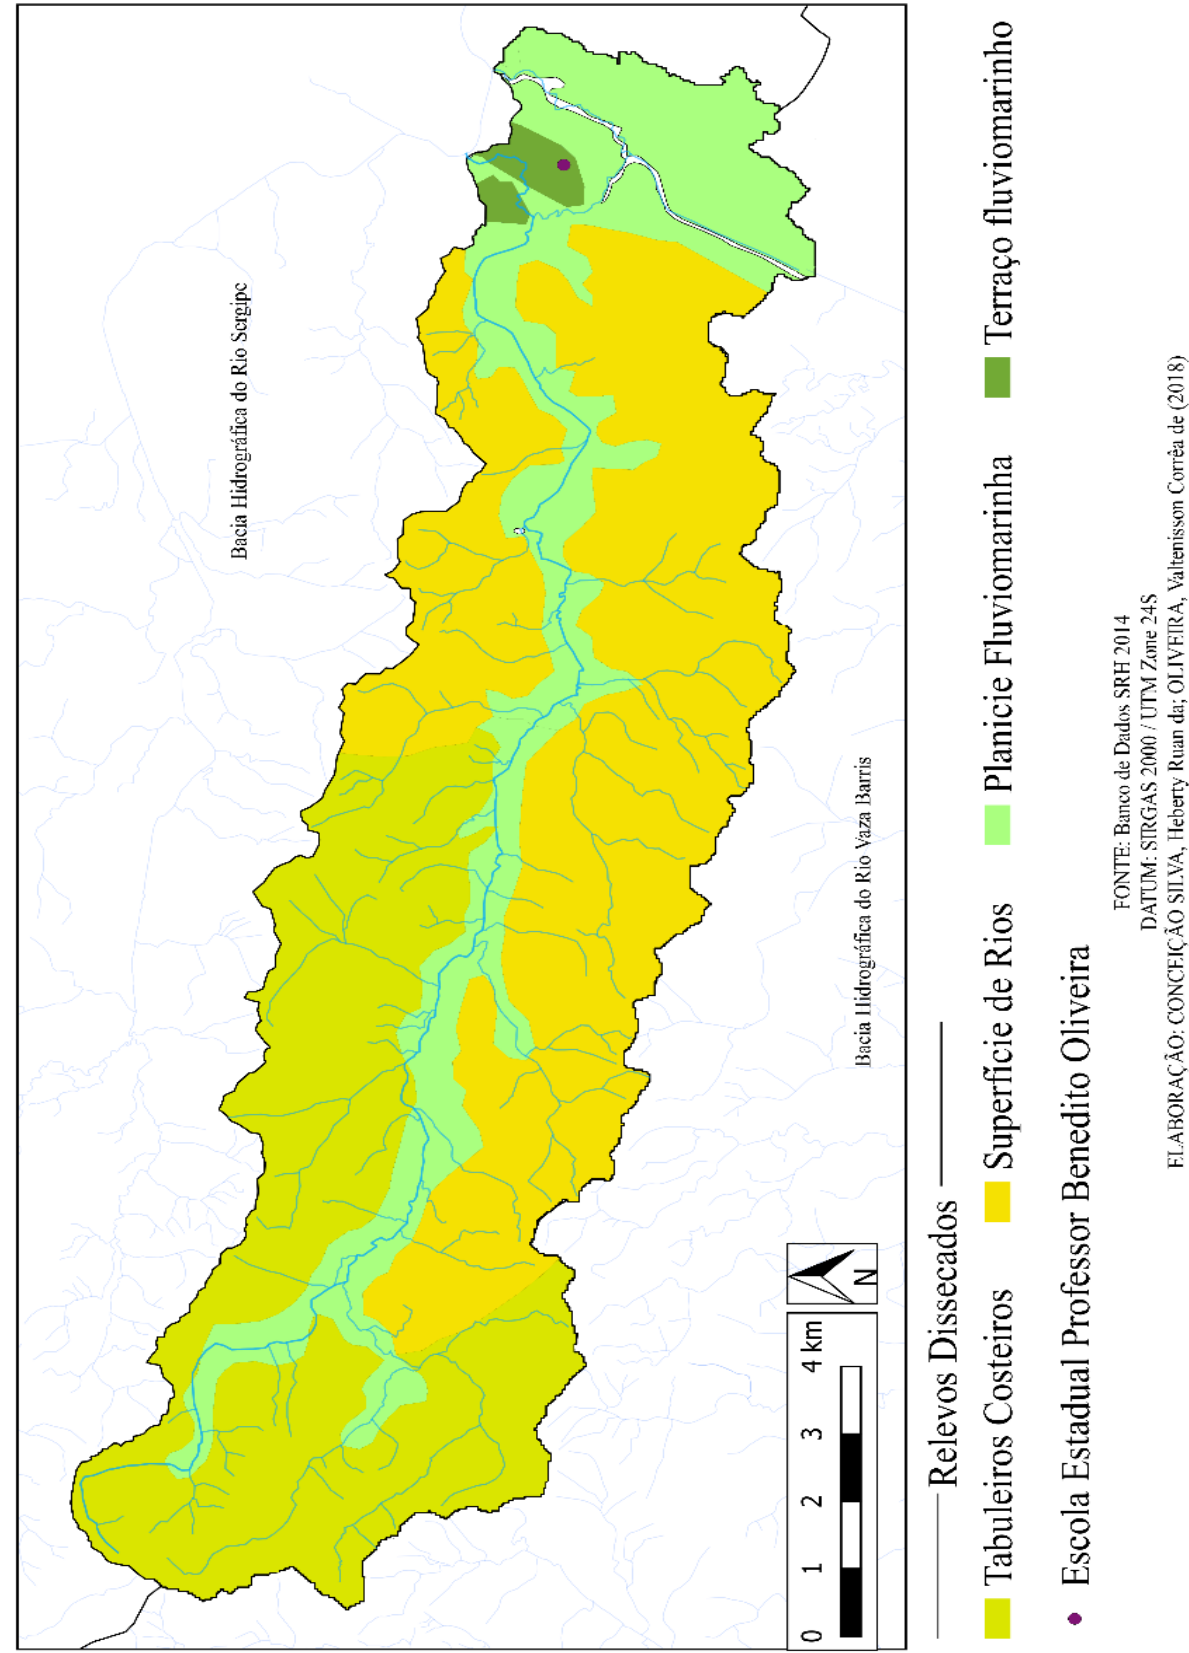 Bacia Hidrográfica do Rio Sergipe
Bacia Hidrográfica do Rio Vaza Barris
N
0 1 2 3 4 km
Relevos Dissecados
Tabuleiros Costeiros Superfície de Rios Planicie Fluviomarinha Terraço fluviomarinho
Escola Estadual Professor Benedito Oliveira
FONTE: Banco de Dados SRH 2014
DATUM: SIRGAS 2000 / UTM Zone 24S
ELABORAÇÃO: CONCEIÇÃO SILVA, Heberty Ruan da; OLIVEIRA, Valtenisson Corrêa de (2018)